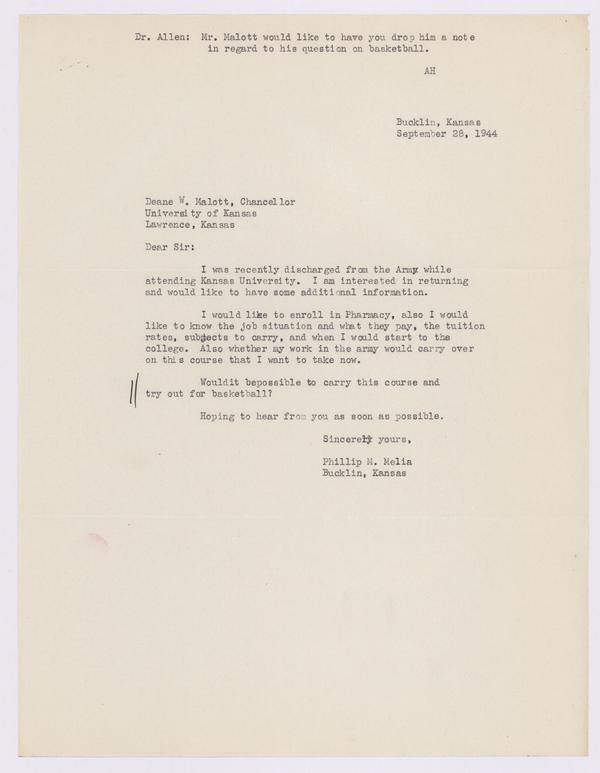 Dr. Allen: Mr. Malott would like to have you drop him a note
in regard to his question on basketball.
AH
Bucklin, Kansas
September 28, 1944
Deane W. Malott, Chancellor
University of Kansas
Lawrence, Kansas
Dear Sir:
I was recently discharged from the Army while
attending Kansas University. I am interested in returning
and would like to have some additional information.
I would like to enroll in Pharmacy, also I would
like to know the job situation and what they pay, the tuition
rates, subjects to carry, and when I would start to the
college. Also whether my work in the army would carry over
on this course that I want to take now.
Wouldit bepossible to carry this course and
try out for basketball?
Hoping to hear from you as soon as possible.
Sincerely yours,
Phillip M. Melia
Bucklin, Kansas